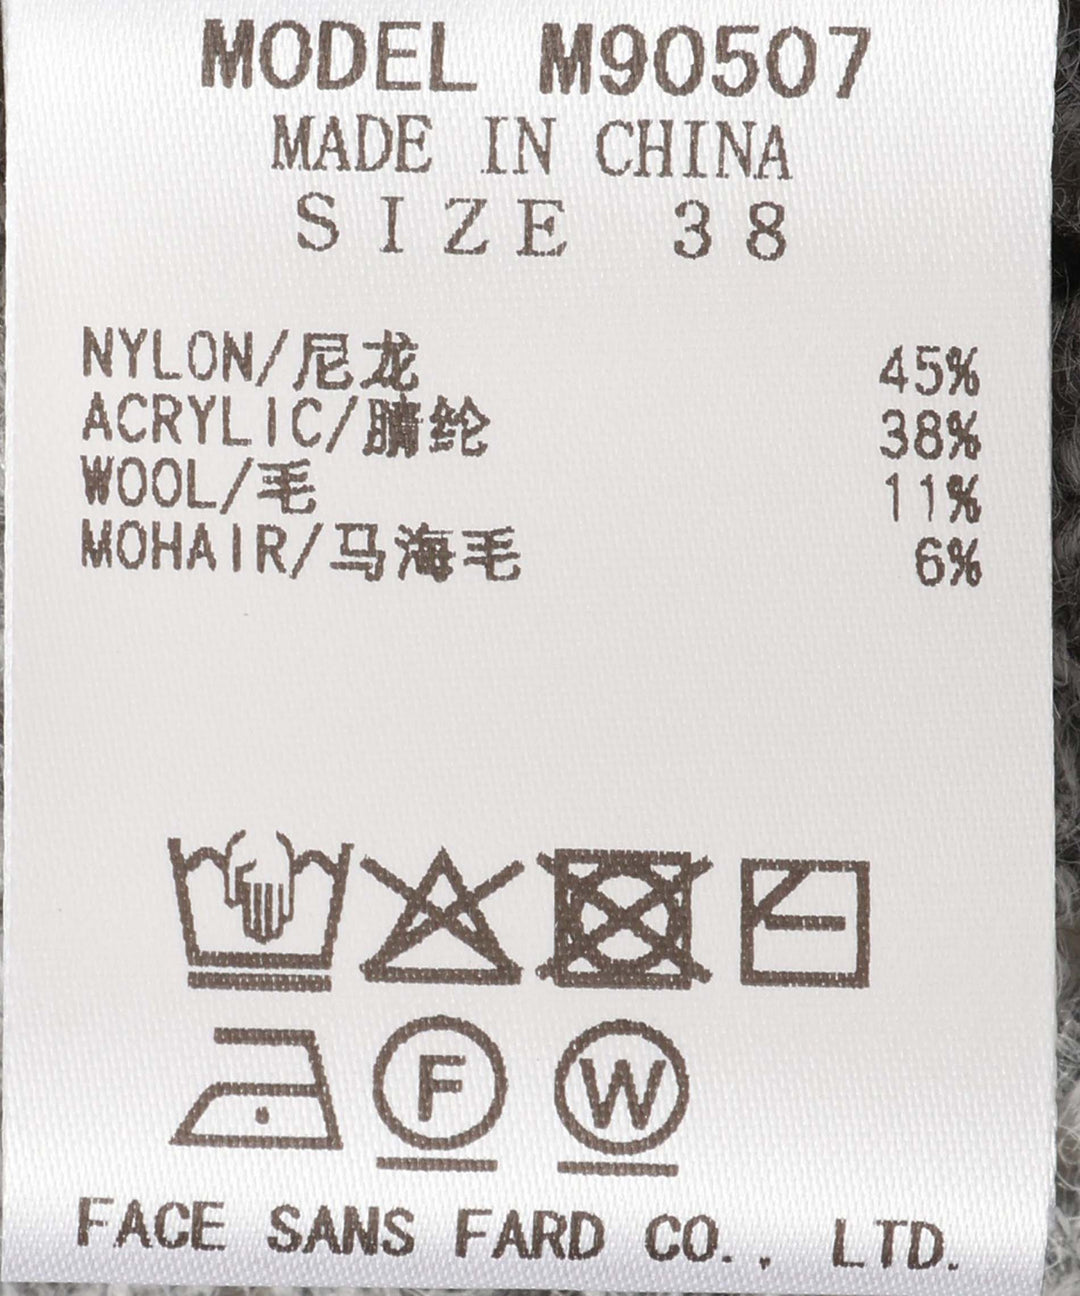 MODEL M90507
MADE IN CHINA
SIZE 38
NYLON/尼龙 45%
ACRYLIC/腈纶 38%
WOOL/毛 11%
MOHAIR/马海毛 6%
F W
FACE SANS FARD CO., LTD.